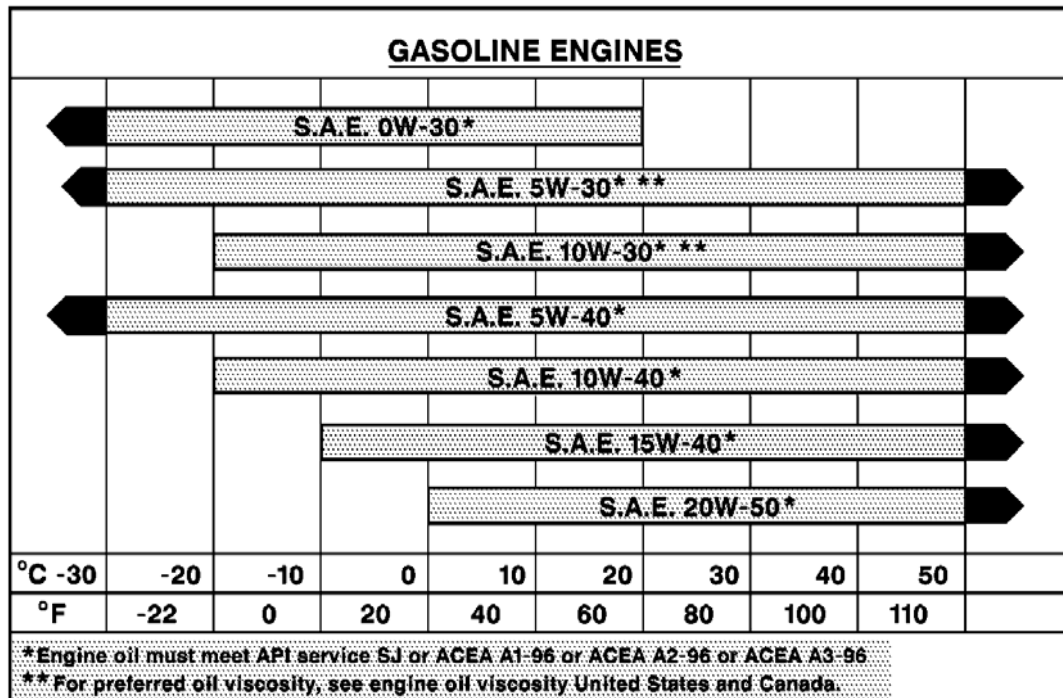 GASOLINE ENGINES
S.A.E. 0W-30*
S.A.E. 5W-30* **
S.A.E. 10W-30* **
S.A.E. 5W-40*
S.A.E. 10W-40*
S.A.E. 15W-40*
S.A.E. 20W-50*
°C -30 -20 -10 0 10 20 30 40 50
°F -22 0 20 40 60 80 100 110
*Engine oil must meet API service SJ or ACEA A1-96 or ACEA A2-96 or ACEA A3-96
**For preferred oil viscosity, see engine oil viscosity United States and Canada.